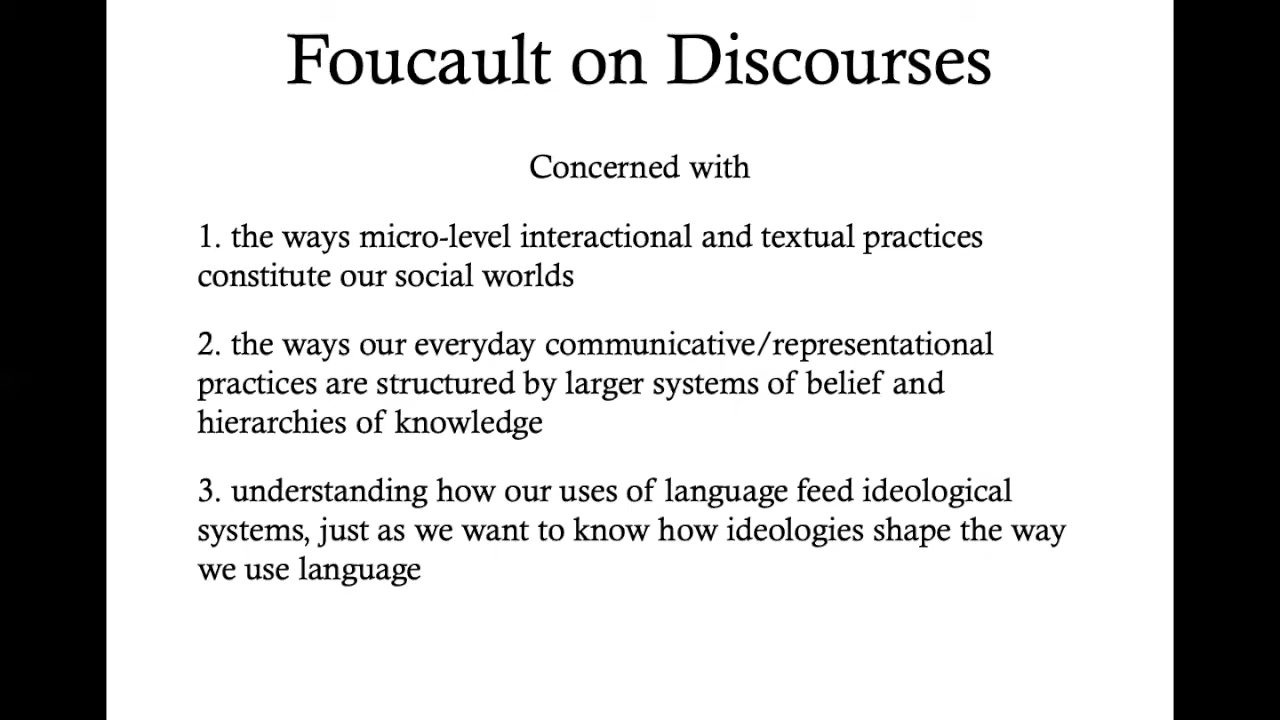 Foucault on Discourses
Concerned with
1. the ways micro-level interactional and textual practices
constitute our social worlds
2. the ways our everyday communicative/representational
practices are structured by larger systems of belief and
hierarchies of knowledge
3. understanding how our uses of language feed ideological
systems, just as we want to know how ideologies shape the way
we use language